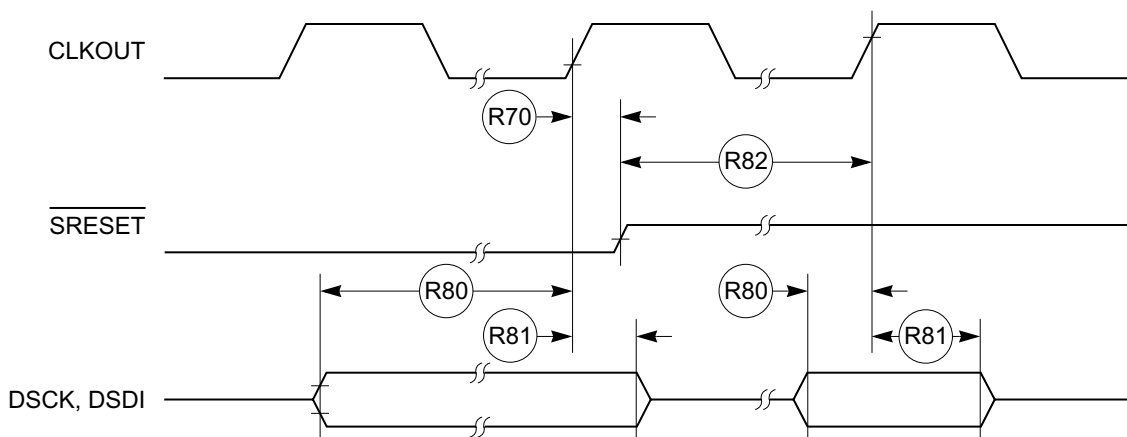 CLKOUT
R70
R82
SRESET
R80
R80
R81
R81
DSCK, DSDI